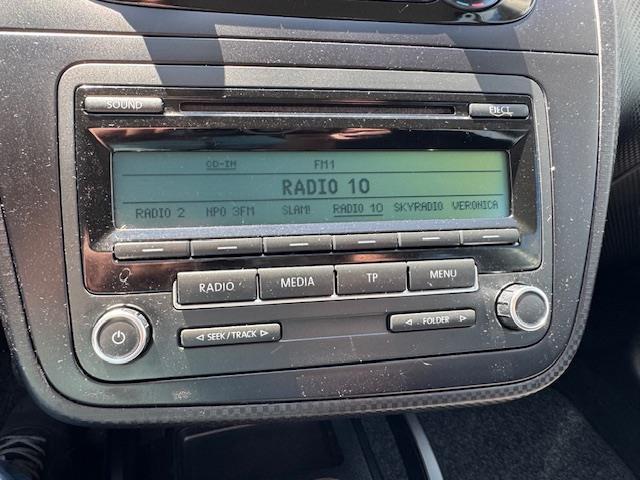 SOUND EJECT
CD-IN FM1
RADIO 10
RADIO 2 NPO 3FM SLAM! RADIO 10 SKYRADIO VERONICA
RADIO MEDIA TP MENU
◁ SEEK/TRACK ▷ ◁ FOLDER ▷